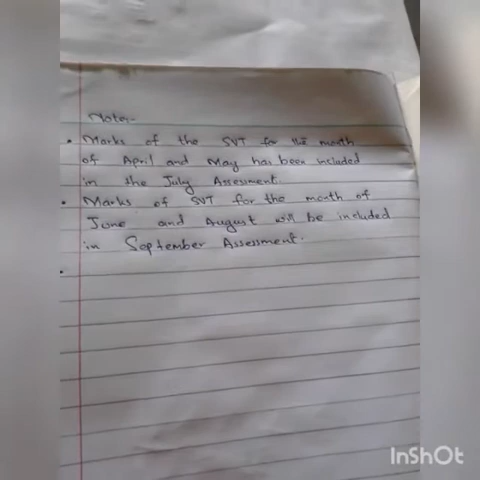 Note:-
• Marks of the SVT for the month
of April and May has been included
in the July Assesment.
• Marks of SVT for the month of
June and August will be included
in September Assessment.
•
InShOt